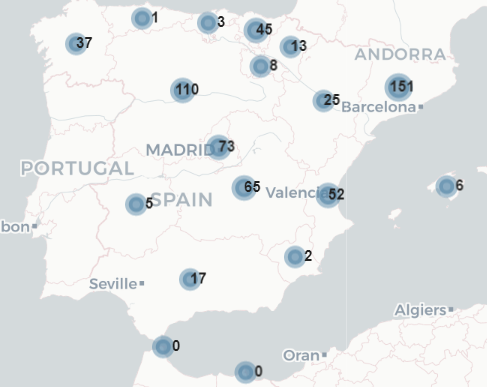 1
3
45
37
13
ANDORRA
8
151
110
25
Barcelona
MADRID
73
PORTUGAL
65
Valencia
52
6
5
SPAIN
bon
2
17
Seville
Algiers
0
Oran
0